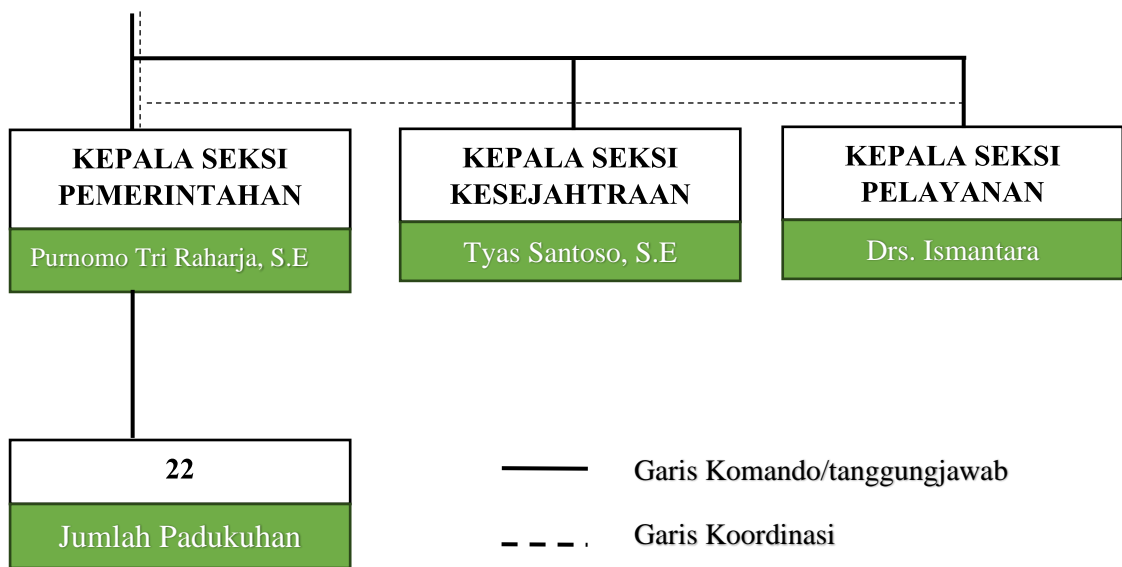 KEPALA SEKSI
PEMERINTAHAN
Purnomo Tri Raharja, S.E
KEPALA SEKSI
KESEJAHTRAAN
Tyas Santoso, S.E
KEPALA SEKSI
PELAYANAN
Drs. Ismantara
22
Jumlah Padukuhan
Garis Komando/tanggungjawab
Garis Koordinasi